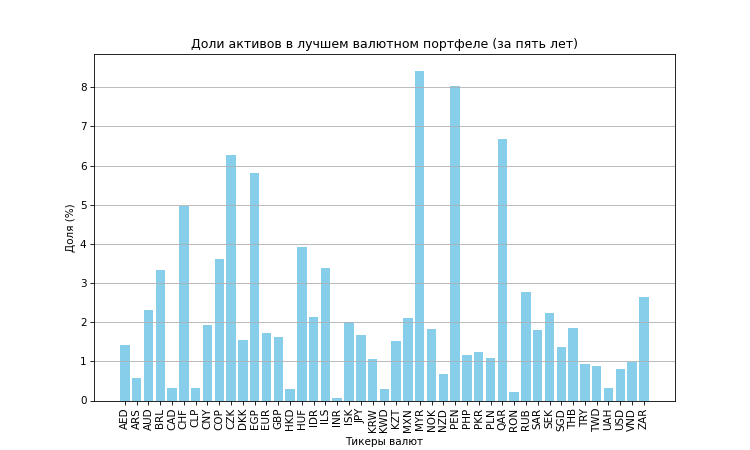 Доли активов в лучшем валютном портфеле (за пять лет)
Доля (%)
8
7
6
5
4
3
2
1
0
AED ARS AUD BRL CAD CHF CLP CNY COP CZK DKK EGP EUR GBP HKD HUF IDR ILS INR ISK JPY KRW KWD KZT MXN MYR NOK NZD PEN PHP PKR PLN QAR RON RUB SAR SEK SGD THB TRY TWD UAH USD VND ZAR
Тикеры валют